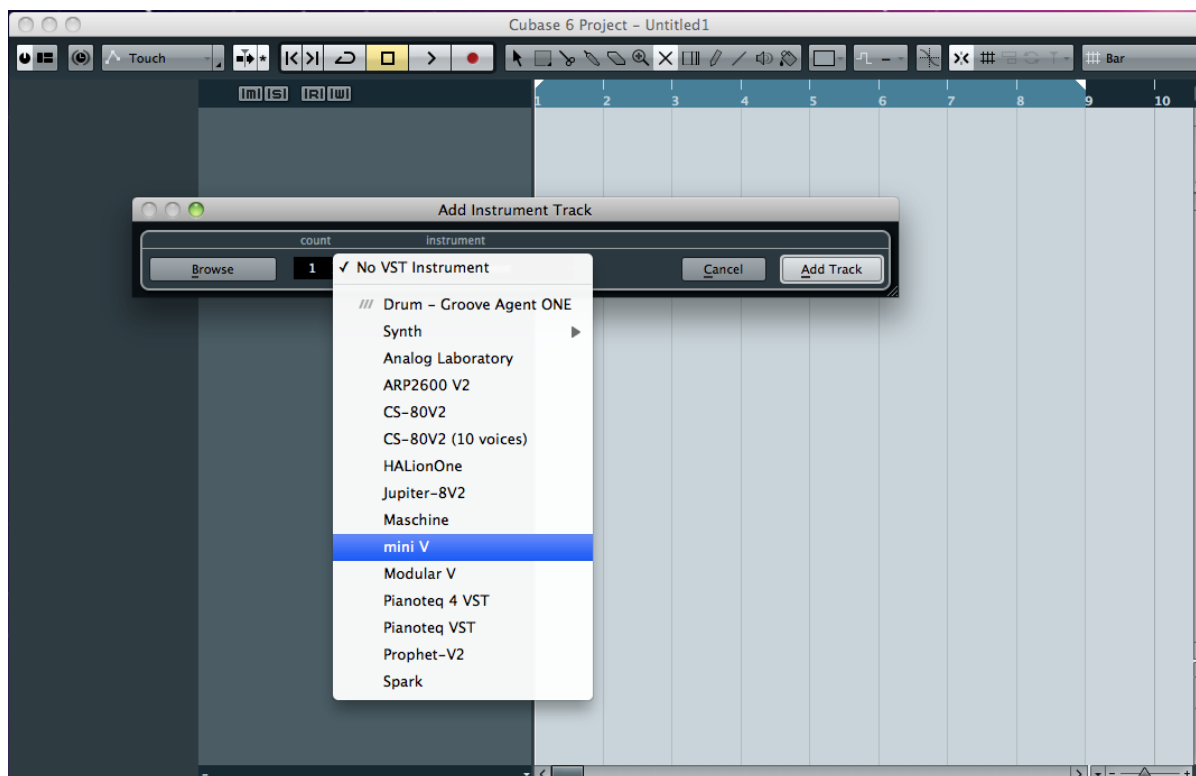 Cubase 6 Project – Untitled1
Touch
Bar
m s R W
1 2 3 4 5 6 7 8 9 10
Add Instrument Track
count instrument
Browse 1 ✓ No VST Instrument Cancel Add Track
/// Drum – Groove Agent ONE
Synth
Analog Laboratory
ARP2600 V2
CS-80V2
CS-80V2 (10 voices)
HALionOne
Jupiter-8V2
Maschine
mini V
Modular V
Pianoteq 4 VST
Pianoteq VST
Prophet-V2
Spark